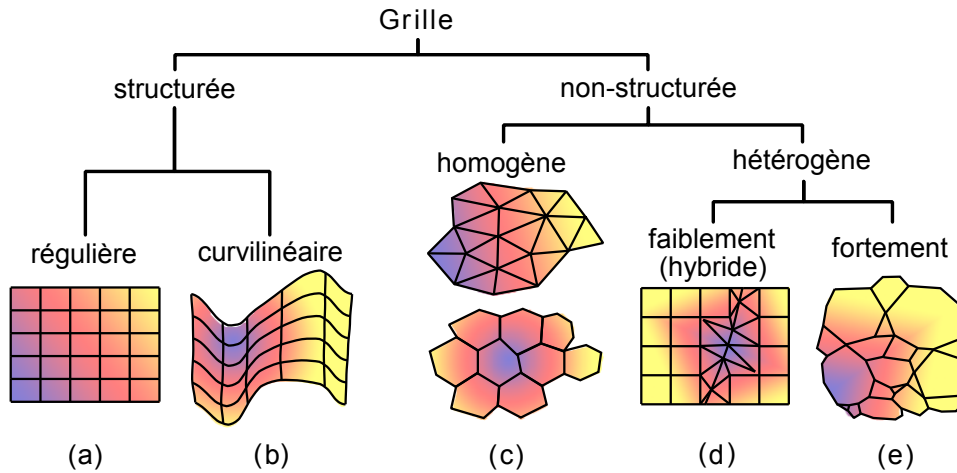 Grille
structurée
non-structurée
homogène
hétérogène
régulière
curvilinéaire
faiblement
(hybride)
fortement
(a)
(b)
(c)
(d)
(e)